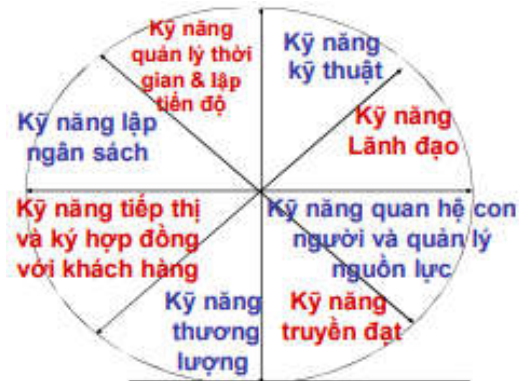 Kỹ năng
quản lý thời
gian & lập
tiến độ
Kỹ năng
kỹ thuật
Kỹ năng
Lãnh đạo
Kỹ năng quan hệ con
người và quản lý
nguồn lực
Kỹ năng
truyền đạt
Kỹ năng
thương
lượng
Kỹ năng tiếp thị
và ký hợp đồng
với khách hàng
Kỹ năng lập
ngân sách